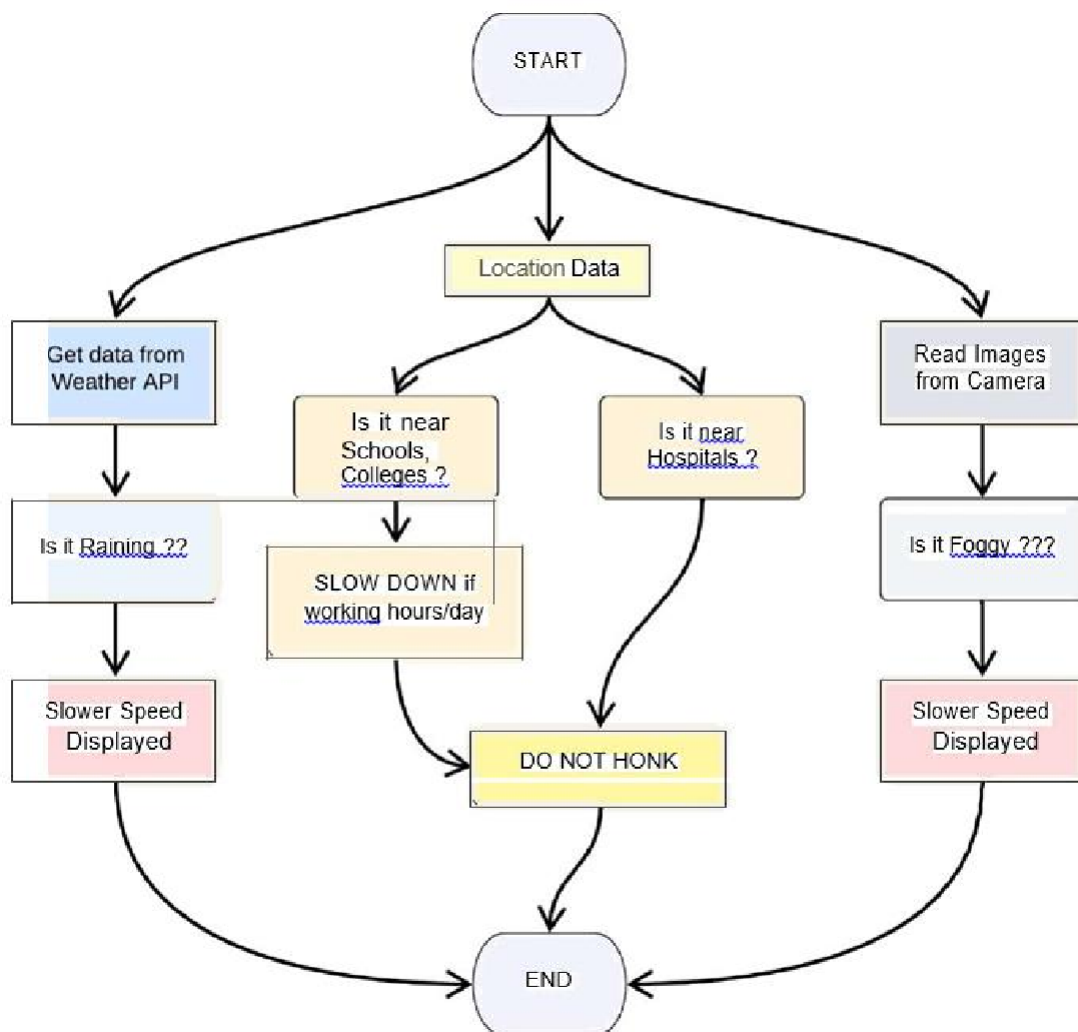 START
Location Data
Get data from
Weather API
Read Images
from Camera
Is it near
Schools,
Colleges ?
Is it near
Hospitals ?
Is it Raining ??
Is it Foggy ???
SLOW DOWN if
working hours/day
Slower Speed
Displayed
DO NOT HONK
Slower Speed
Displayed
END